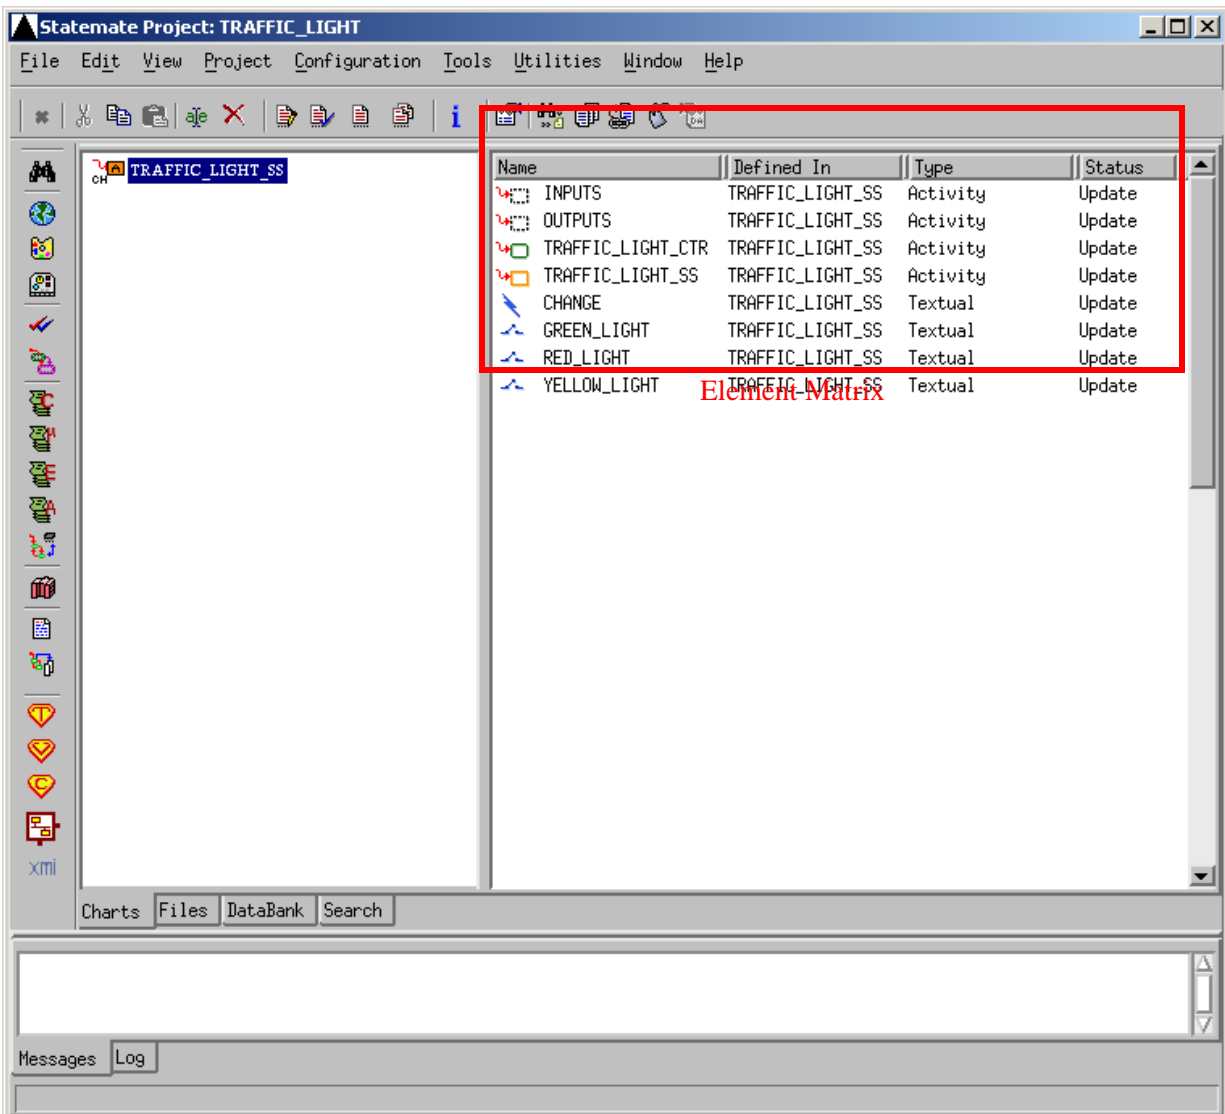 Statemate Project: TRAFFIC_LIGHT
File Edit View Project Configuration Tools Utilities Window Help
CH A TRAFFIC_LIGHT_SS
Name Defined In Type Status
INPUTS TRAFFIC_LIGHT_SS Activity Update
OUTPUTS TRAFFIC_LIGHT_SS Activity Update
TRAFFIC_LIGHT_CTR TRAFFIC_LIGHT_SS Activity Update
TRAFFIC_LIGHT_SS TRAFFIC_LIGHT_SS Activity Update
CHANGE TRAFFIC_LIGHT_SS Textual Update
GREEN_LIGHT TRAFFIC_LIGHT_SS Textual Update
RED_LIGHT TRAFFIC_LIGHT_SS Textual Update
YELLOW_LIGHT TRAFFIC_LIGHT_SS Textual Update
Element Matrix
xmi
Charts Files DataBank Search
Messages Log